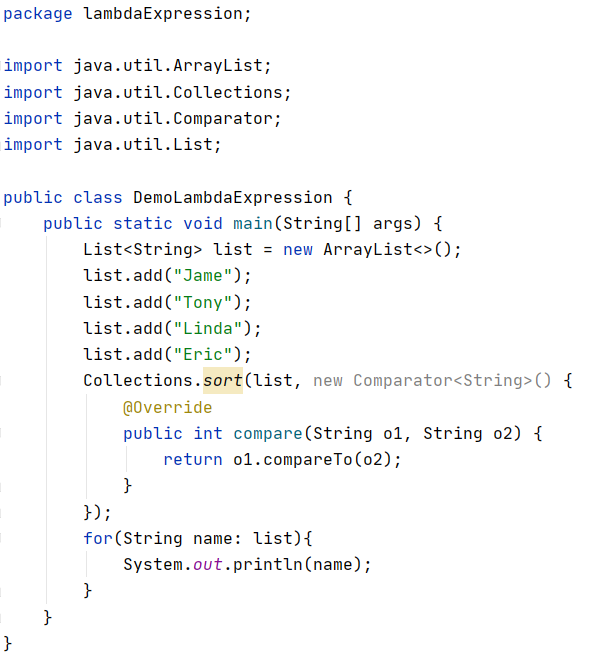 package lambdaExpression;

import java.util.ArrayList;
import java.util.Collections;
import java.util.Comparator;
import java.util.List;

public class DemoLambdaExpression {
    public static void main(String[] args) {
        List<String> list = new ArrayList<>();
        list.add("Jame");
        list.add("Tony");
        list.add("Linda");
        list.add("Eric");
        Collections.sort(list, new Comparator<String>() {
            @Override
            public int compare(String o1, String o2) {
                return o1.compareTo(o2);
            }
        });
        for(String name: list){
            System.out.println(name);
        }
    }
}